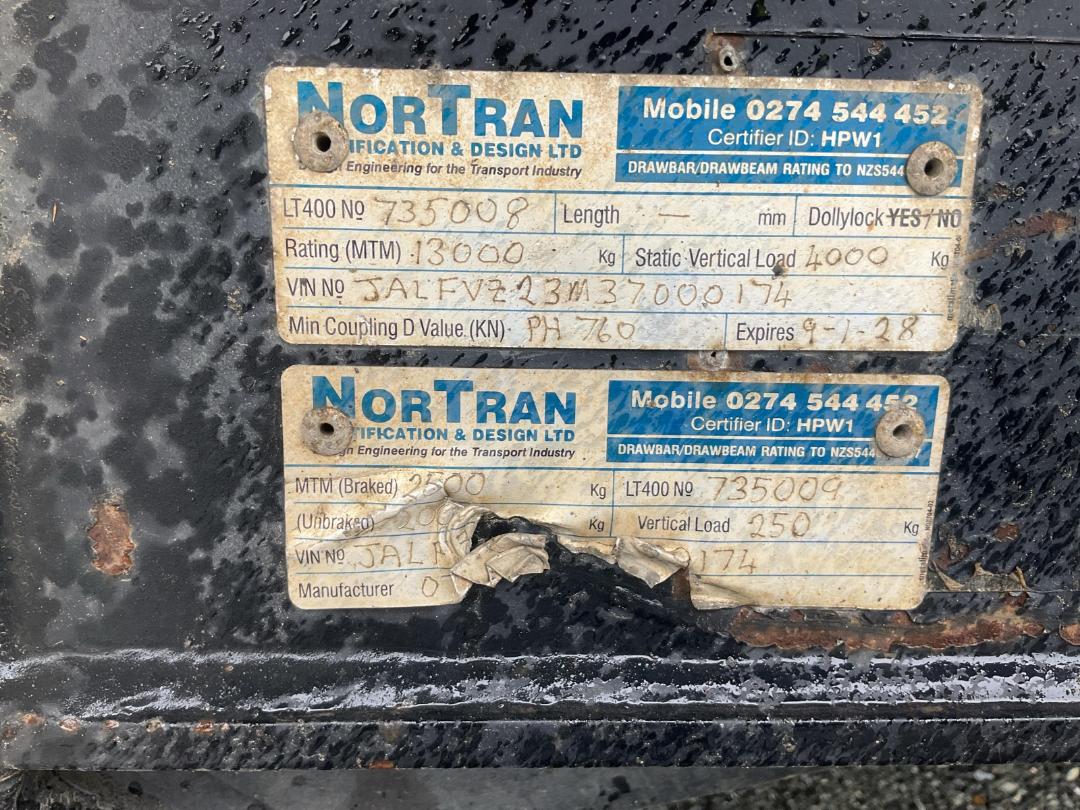 NORTRAN
IFICATION & DESIGN LTD
Engineering for the Transport Industry
Mobile 0274 544 452
Certifier ID: HPW1
DRAWBAR/DRAWBEAM RATING TO NZS544
LT400 Nº 735008 Length — mm Dollylock YES / NO
Rating (MTM) 13000 Kg Static Vertical Load 4000 Kg
VIN Nº JALFVZ23M37000174
Min Coupling D Value (KN) PH 760 Expires 9-1-28
NORTRAN
TIFICATION & DESIGN LTD
Engineering for the Transport Industry
Mobile 0274 544 452
Certifier ID: HPW1
DRAWBAR/DRAWBEAM RATING TO NZS544
MTM (Braked) 2500 Kg LT400 Nº 735009
(Unbraked) Kg Vertical Load 250 Kg
VIN Nº JAL 174
Manufacturer